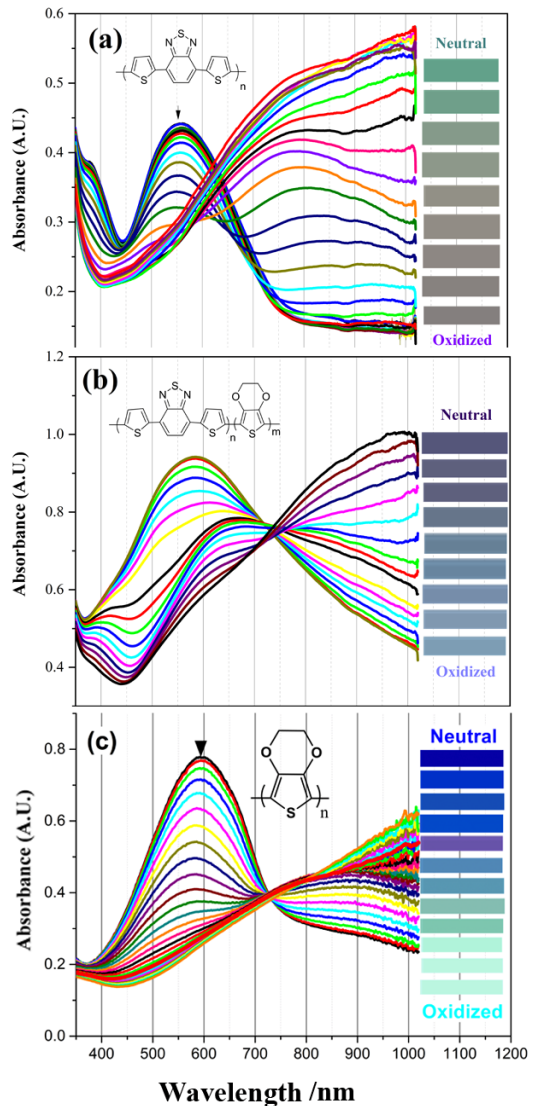 (a)
0.6
0.5
0.4
0.3
0.2
Absorbance (A.U.)
N S N
S S n
Neutral
Oxidized
(b)
1.2
1.0
0.8
0.6
0.4
Absorbance (A.U.)
N S N
O O
S S n S m
Neutral
Oxidized
(c)
0.8
0.6
0.4
0.2
0.0
Absorbance (A.U.)
O O
S n
Neutral
Oxidized
400 500 600 700 800 900 1000 1100 1200
Wavelength /nm